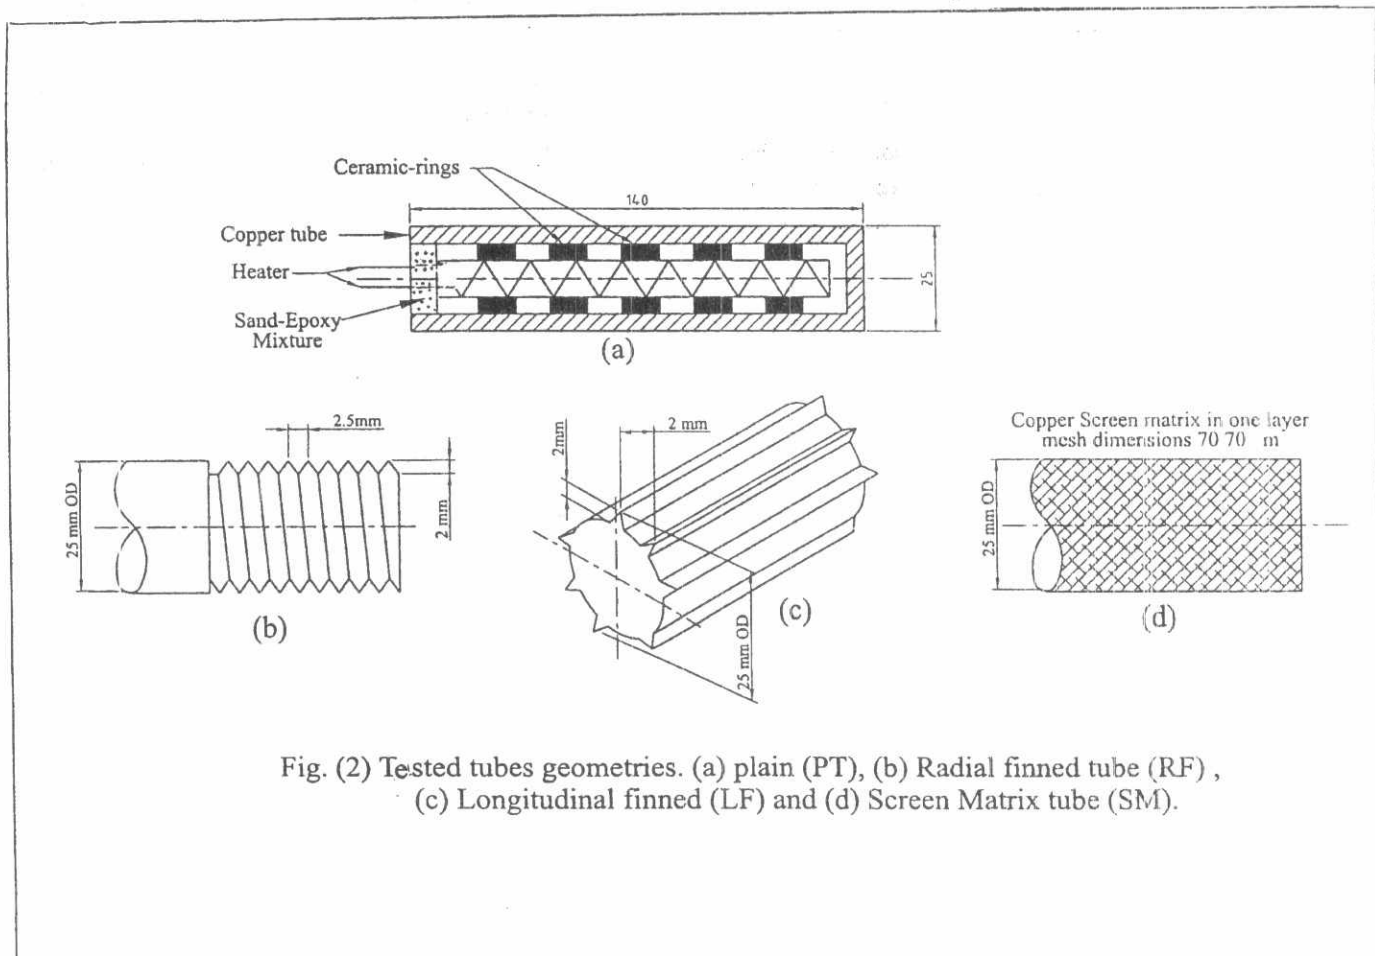 Ceramic-rings
140
Copper tube
Heater
Sand-Epoxy
Mixture
25
(a)
2.5mm
25 mm OD
2 mm
(b)
2mm
2 mm
25 mm OD
(c)
Copper Screen matrix in one layer
mesh dimensions 70 70 m
25 mm OD
(d)
Fig. (2) Tested tubes geometries. (a) plain (PT), (b) Radial finned tube (RF) ,
(c) Longitudinal finned (LF) and (d) Screen Matrix tube (SM).